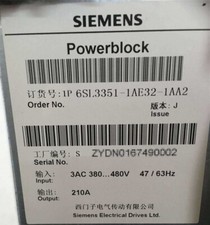 SIEMENS
Powerblock
订货号: 1P 6SL3351-1AE32-1AA2
Order No.
版本: J
Issue
工厂编号: S ZYDN0167490002
Serial No.
输入: 3AC 380...480V 47 / 63Hz
Input
输出: 210A
Output
西门子电气传动有限公司
Siemens Electrical Drives Ltd.